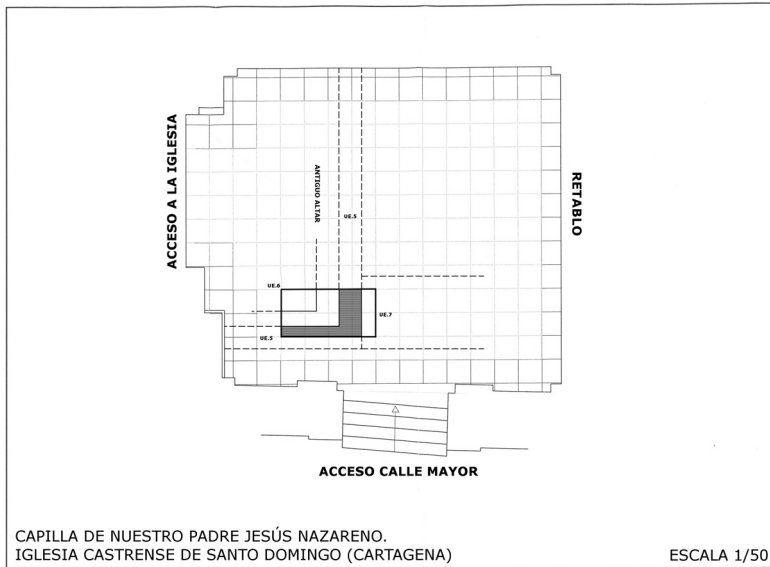 ACCESO A LA IGLESIA
ANTIGUO ALTAR
UE.5
RETABLO
UE.6
UE.7
UE.5
ACCESO CALLE MAYOR
CAPILLA DE NUESTRO PADRE JESÚS NAZARENO.
IGLESIA CASTRENSE DE SANTO DOMINGO (CARTAGENA)
ESCALA 1/50